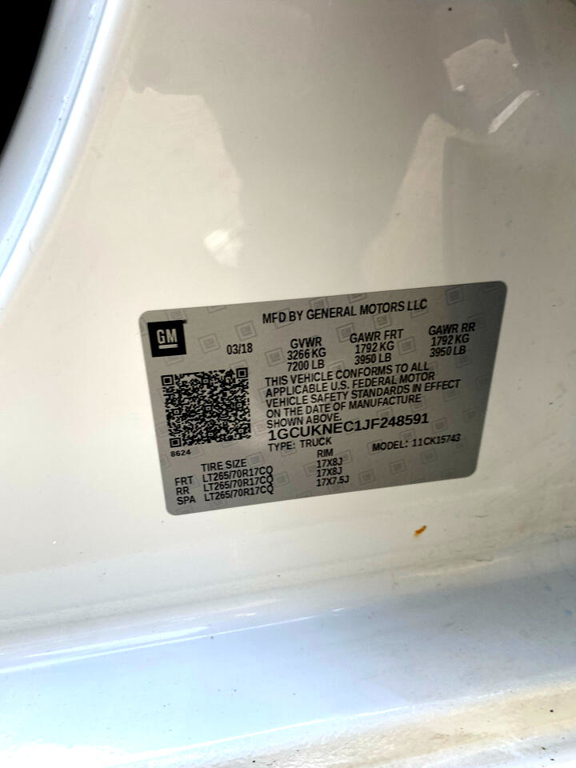 GM
MFD BY GENERAL MOTORS LLC
03/18
GVWR GAWR FRT GAWR RR
3266 KG 1792 KG 1792 KG
7200 LB 3950 LB 3950 LB
THIS VEHICLE CONFORMS TO ALL
APPLICABLE U.S. FEDERAL MOTOR
VEHICLE SAFETY STANDARDS IN EFFECT
ON THE DATE OF MANUFACTURE
SHOWN ABOVE.
1GCUKNEC1JF248591
8624
TYPE: TRUCK MODEL: 11CK15743
TIRE SIZE RIM
FRT LT265/70R17CQ 17X8J
RR LT265/70R17CQ 17X8J
SPA LT265/70R17CQ 17X7.5J